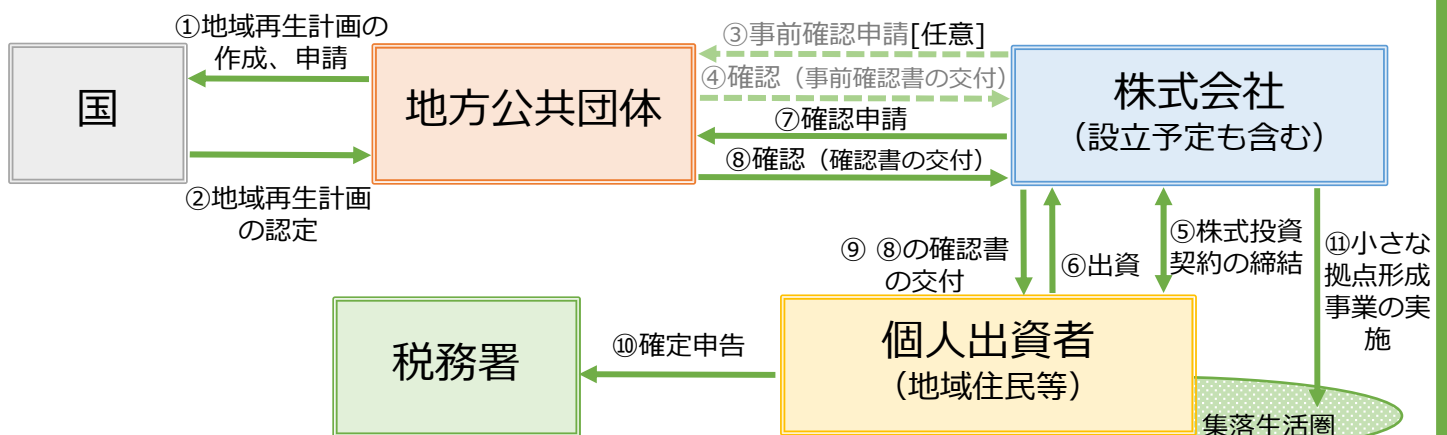 ①地域再生計画の
作成、申請
国
地方公共団体
②地域再生計画
の認定
③事前確認申請[任意]
④確認（事前確認書の交付）
⑦確認申請
⑧確認（確認書の交付）
株式会社
（設立予定も含む）
⑨ ⑧の確認書
の交付
⑥出資
⑤株式投資
契約の締結
⑪小さな
拠点形成
事業の実
施
税務署
⑩確定申告
個人出資者
（地域住民等）
集落生活圏